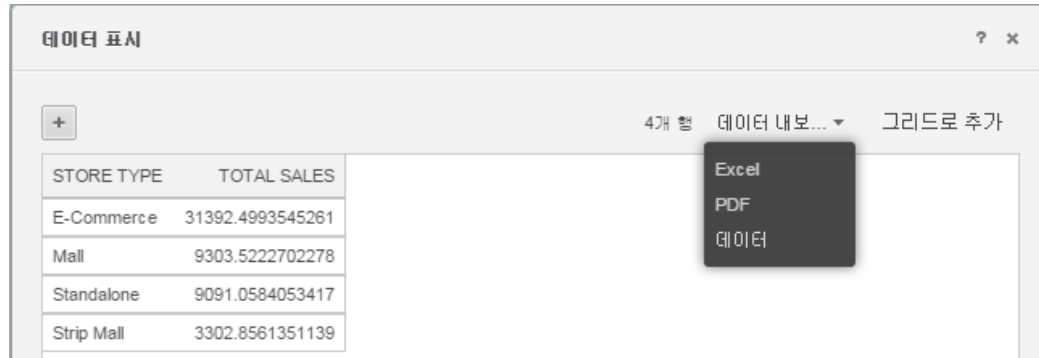 데이터 표시 ? ×
+ 4개 행 데이터 내보... 그리드로 추가
Excel
PDF
데이터
STORE TYPE TOTAL SALES
E-Commerce 31392.4993545261
Mall 9303.5222702278
Standalone 9091.0584053417
Strip Mall 3302.8561351139